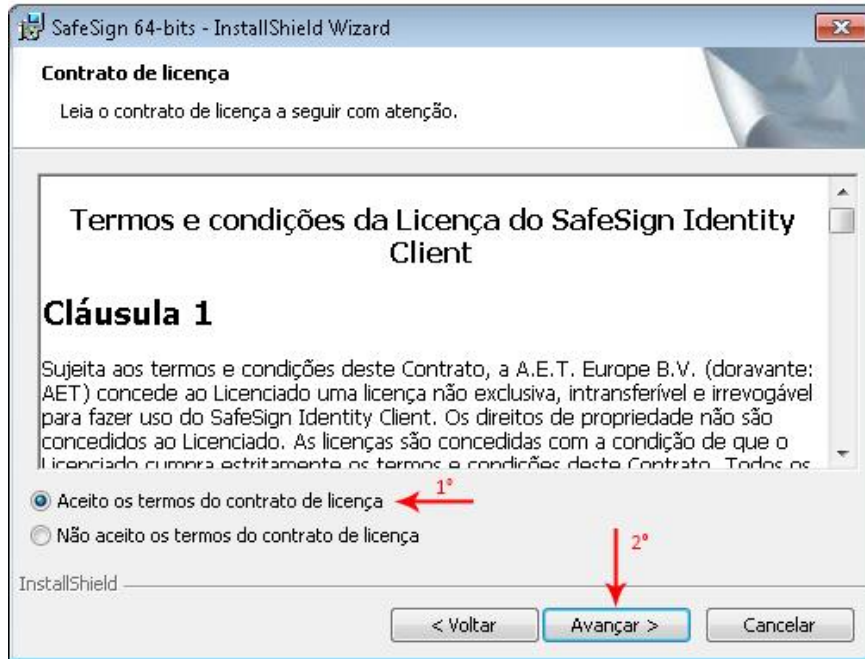 SafeSign 64-bits - InstallShield Wizard
Contrato de licença
Leia o contrato de licença a seguir com atenção.
Termos e condições da Licença do SafeSign Identity
Client
Cláusula 1
Sujeita aos termos e condições deste Contrato, a A.E.T. Europe B.V. (doravante:
AET) concede ao Licenciado uma licença não exclusiva, intransferível e irrevogável
para fazer uso do SafeSign Identity Client. Os direitos de propriedade não são
concedidos ao Licenciado. As licenças são concedidas com a condição de que o
Licenciado cumpra estritamente os termos e condições deste Contrato. Todos os
Aceito os termos do contrato de licença
1º
Não aceito os termos do contrato de licença
2º
InstallShield
< Voltar
Avançar >
Cancelar